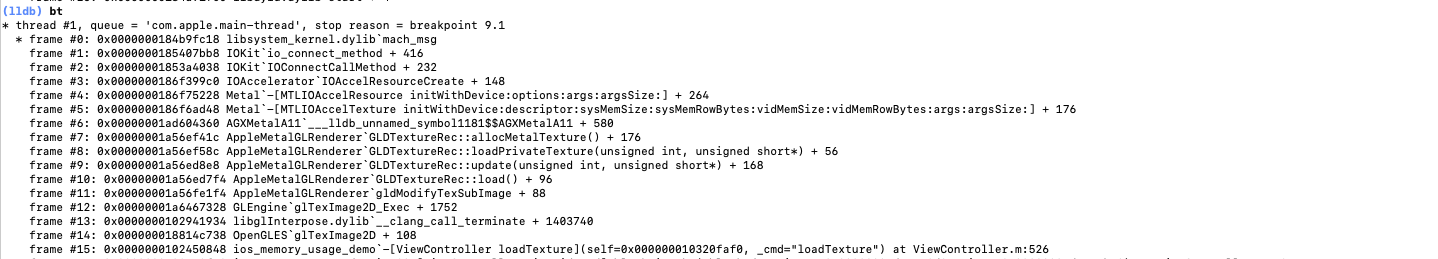 (lldb) bt
* thread #1, queue = 'com.apple.main-thread', stop reason = breakpoint 9.1
* frame #0: 0x0000000184b9fc18 libsystem_kernel.dylib`mach_msg
frame #1: 0x0000000185407bb8 IOKit`io_connect_method + 416
frame #2: 0x00000001853a4038 IOKit`IOConnectCallMethod + 232
frame #3: 0x0000000186f399c0 IOAccelerator`IOAccelResourceCreate + 148
frame #4: 0x0000000186f75228 Metal`-[MTLIOAccelResource initWithDevice:options:args:argsSize:] + 264
frame #5: 0x0000000186f6ad48 Metal`-[MTLIOAccelTexture initWithDevice:descriptor:sysMemSize:sysMemRowBytes:vidMemSize:vidMemRowBytes:args:argsSize:] + 176
frame #6: 0x00000001ad604360 AGXMetalA11`___lldb_unnamed_symbol1181$$AGXMetalA11 + 580
frame #7: 0x00000001a56ef41c AppleMetalGLRenderer`GLDTextureRec::allocMetalTexture() + 176
frame #8: 0x00000001a56ef58c AppleMetalGLRenderer`GLDTextureRec::loadPrivateTexture(unsigned int, unsigned short*) + 56
frame #9: 0x00000001a56ed8e8 AppleMetalGLRenderer`GLDTextureRec::update(unsigned int, unsigned short*) + 168
frame #10: 0x00000001a56ed7f4 AppleMetalGLRenderer`GLDTextureRec::load() + 96
frame #11: 0x00000001a56fe1f4 AppleMetalGLRenderer`gldModifyTexSubImage + 88
frame #12: 0x00000001a6467328 GLEngine`glTexImage2D_Exec + 1752
frame #13: 0x0000000102941934 libglInterpose.dylib`__clang_call_terminate + 1403740
frame #14: 0x000000018814c738 OpenGLES`glTexImage2D + 108
frame #15: 0x0000000102450848 ios_memory_usage_demo`-[ViewController loadTexture](self=0x000000010320faf0, _cmd="loadTexture") at ViewController.m:526